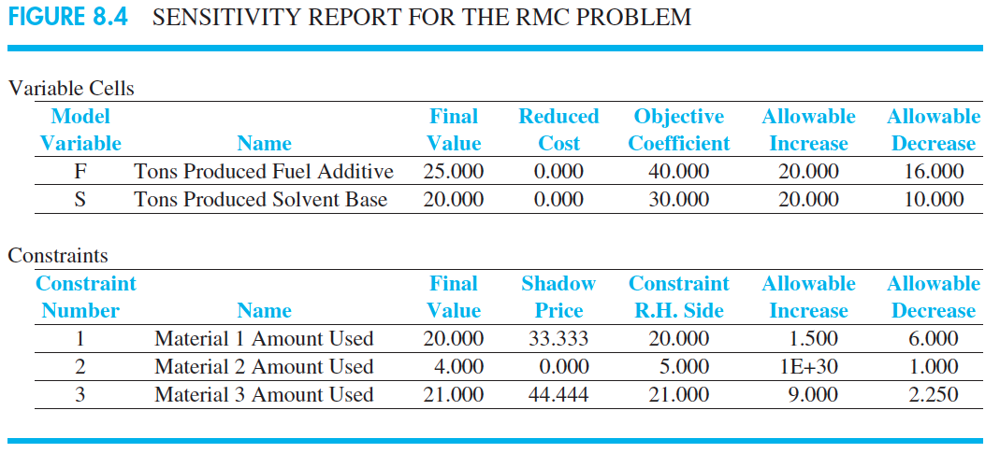 FIGURE 8.4 SENSITIVITY REPORT FOR THE RMC PROBLEM
Variable Cells
Model Final Reduced Objective Allowable Allowable
Variable Name Value Cost Coefficient Increase Decrease
F Tons Produced Fuel Additive 25.000 0.000 40.000 20.000 16.000
S Tons Produced Solvent Base 20.000 0.000 30.000 20.000 10.000
Constraints
Constraint Final Shadow Constraint Allowable Allowable
Number Name Value Price R.H. Side Increase Decrease
1 Material 1 Amount Used 20.000 33.333 20.000 1.500 6.000
2 Material 2 Amount Used 4.000 0.000 5.000 1E+30 1.000
3 Material 3 Amount Used 21.000 44.444 21.000 9.000 2.250